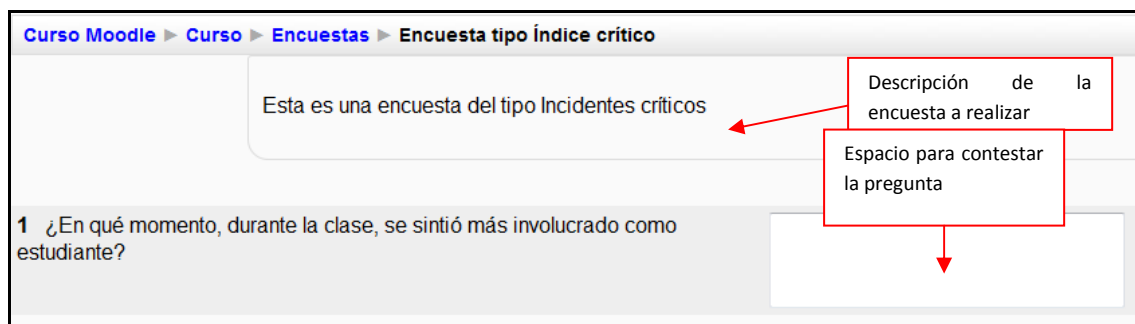 Curso Moodle ► Curso ► Encuestas ► Encuesta tipo Índice crítico
Esta es una encuesta del tipo Incidentes críticos
Descripción de la
encuesta a realizar
Espacio para contestar
la pregunta
1 ¿En qué momento, durante la clase, se sintió más involucrado como
estudiante?